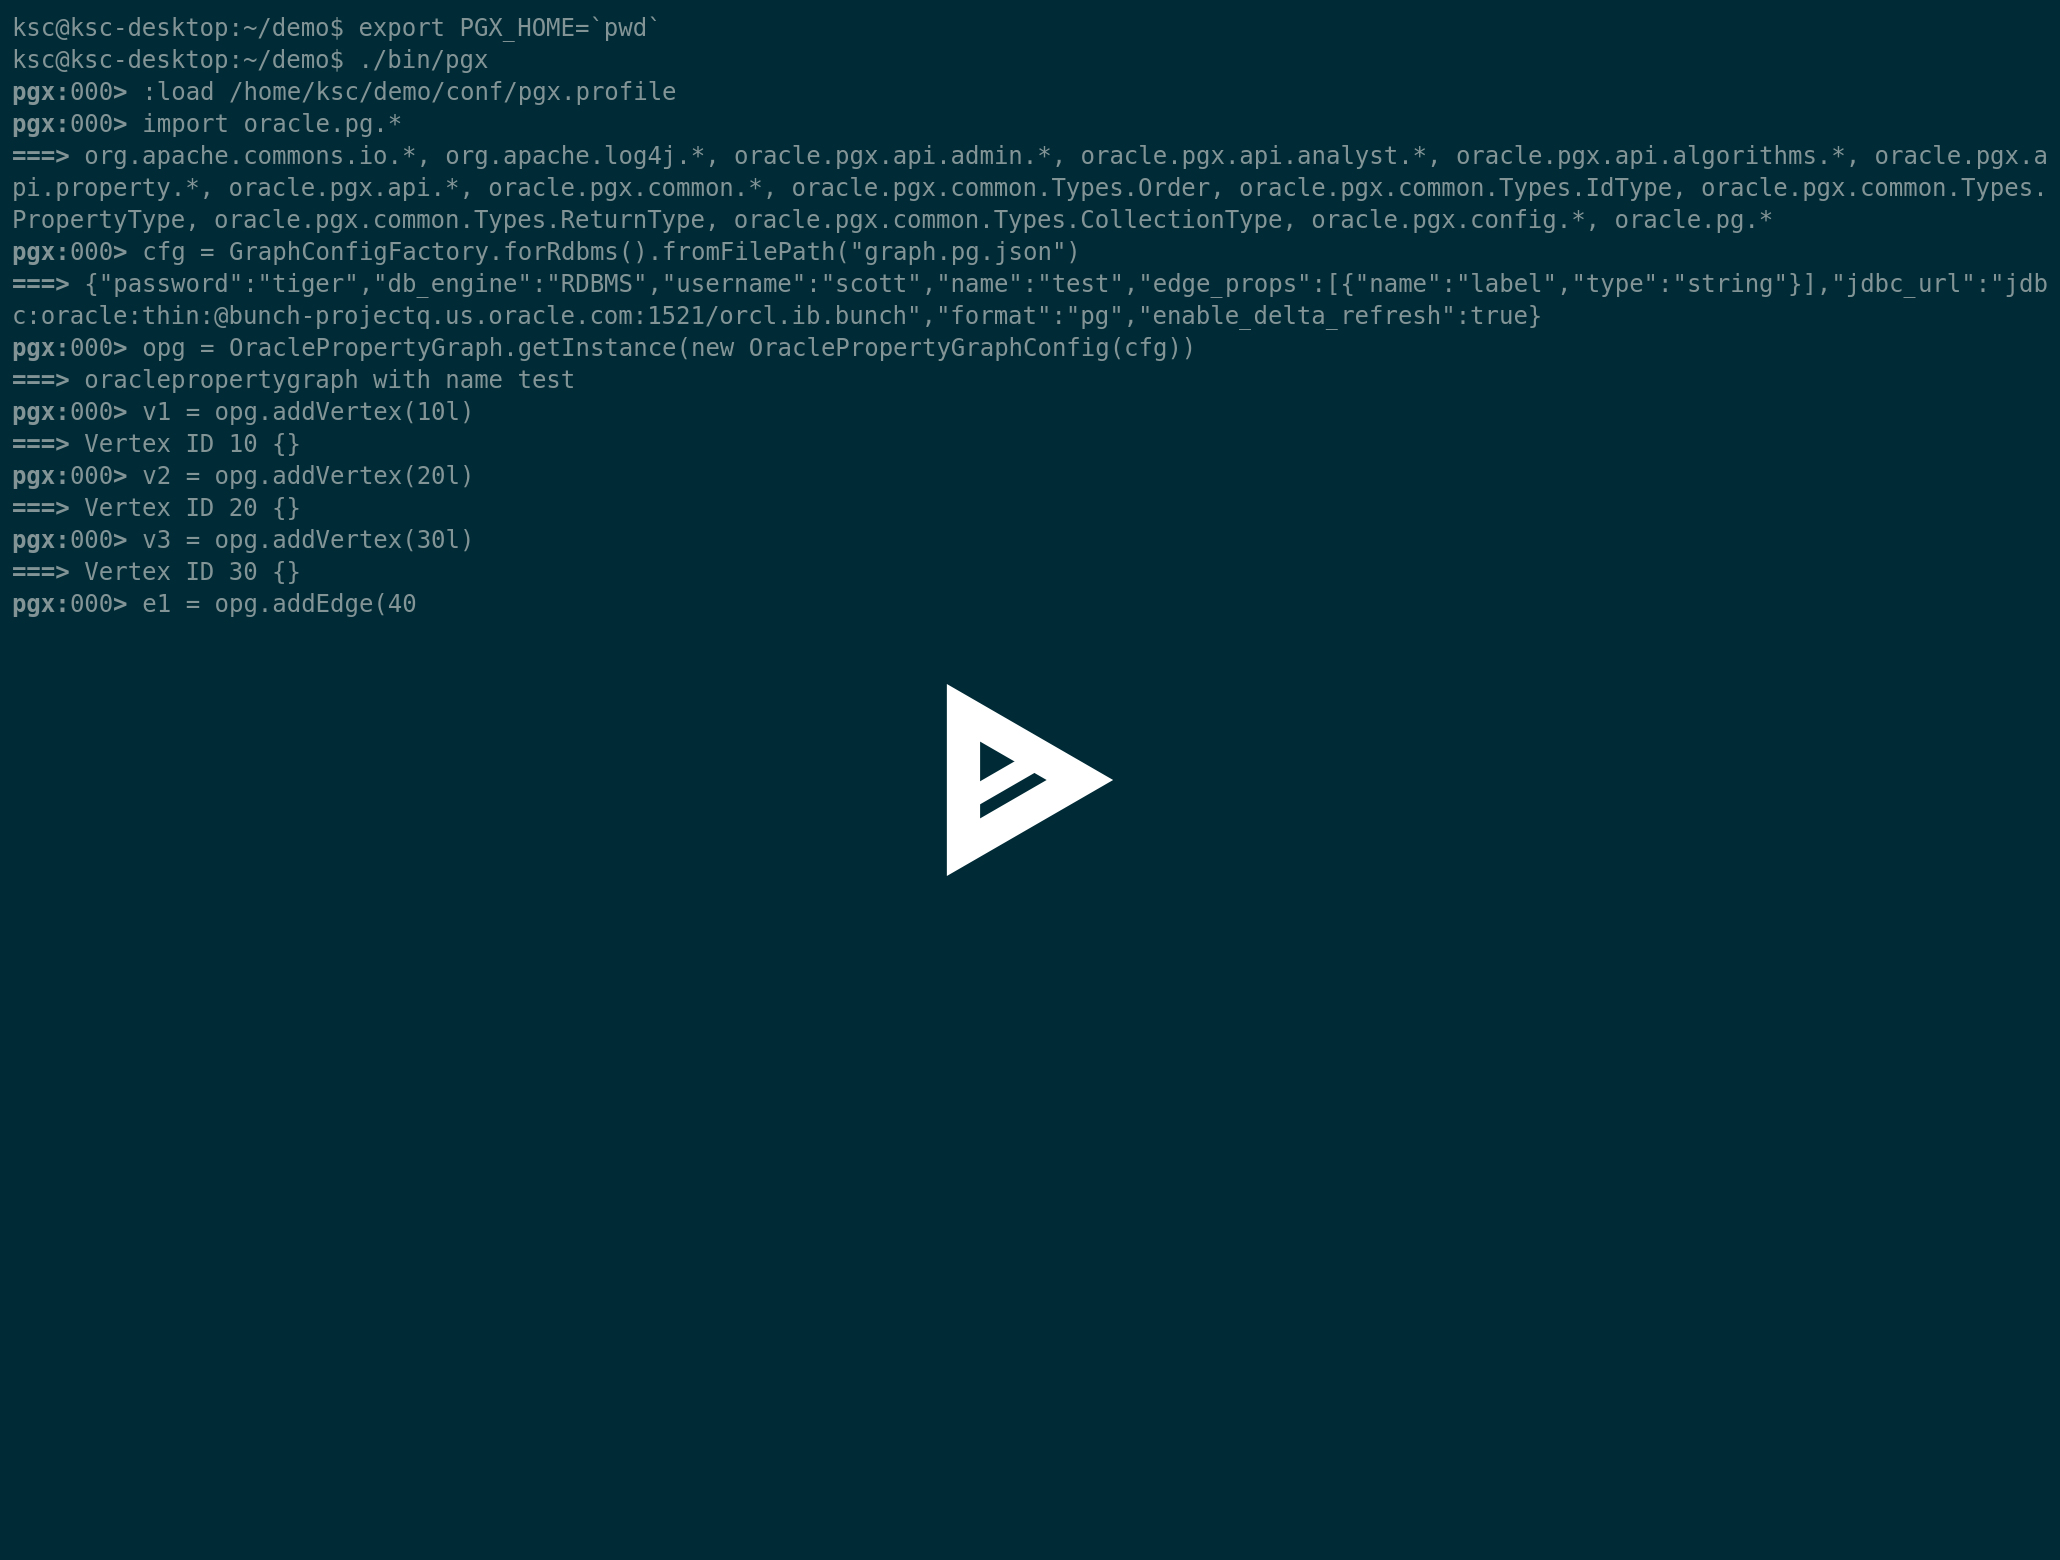 ksc@ksc-desktop:~/demo$ export PGX_HOME=`pwd`
ksc@ksc-desktop:~/demo$ ./bin/pgx
pgx:000> :load /home/ksc/demo/conf/pgx.profile
pgx:000> import oracle.pg.*
===> org.apache.commons.io.*, org.apache.log4j.*, oracle.pgx.api.admin.*, oracle.pgx.api.analyst.*, oracle.pgx.api.algorithms.*, oracle.pgx.a
pi.property.*, oracle.pgx.api.*, oracle.pgx.common.*, oracle.pgx.common.Types.Order, oracle.pgx.common.Types.IdType, oracle.pgx.common.Types.
PropertyType, oracle.pgx.common.Types.ReturnType, oracle.pgx.common.Types.CollectionType, oracle.pgx.config.*, oracle.pg.*
pgx:000> cfg = GraphConfigFactory.forRdbms().fromFilePath("graph.pg.json")
===> {"password":"tiger","db_engine":"RDBMS","username":"scott","name":"test","edge_props":[{"name":"label","type":"string"}],"jdbc_url":"jdb
c:oracle:thin:@bunch-projectq.us.oracle.com:1521/orcl.ib.bunch","format":"pg","enable_delta_refresh":true}
pgx:000> opg = OraclePropertyGraph.getInstance(new OraclePropertyGraphConfig(cfg))
===> oraclepropertygraph with name test
pgx:000> v1 = opg.addVertex(10l)
===> Vertex ID 10 {}
pgx:000> v2 = opg.addVertex(20l)
===> Vertex ID 20 {}
pgx:000> v3 = opg.addVertex(30l)
===> Vertex ID 30 {}
pgx:000> e1 = opg.addEdge(40